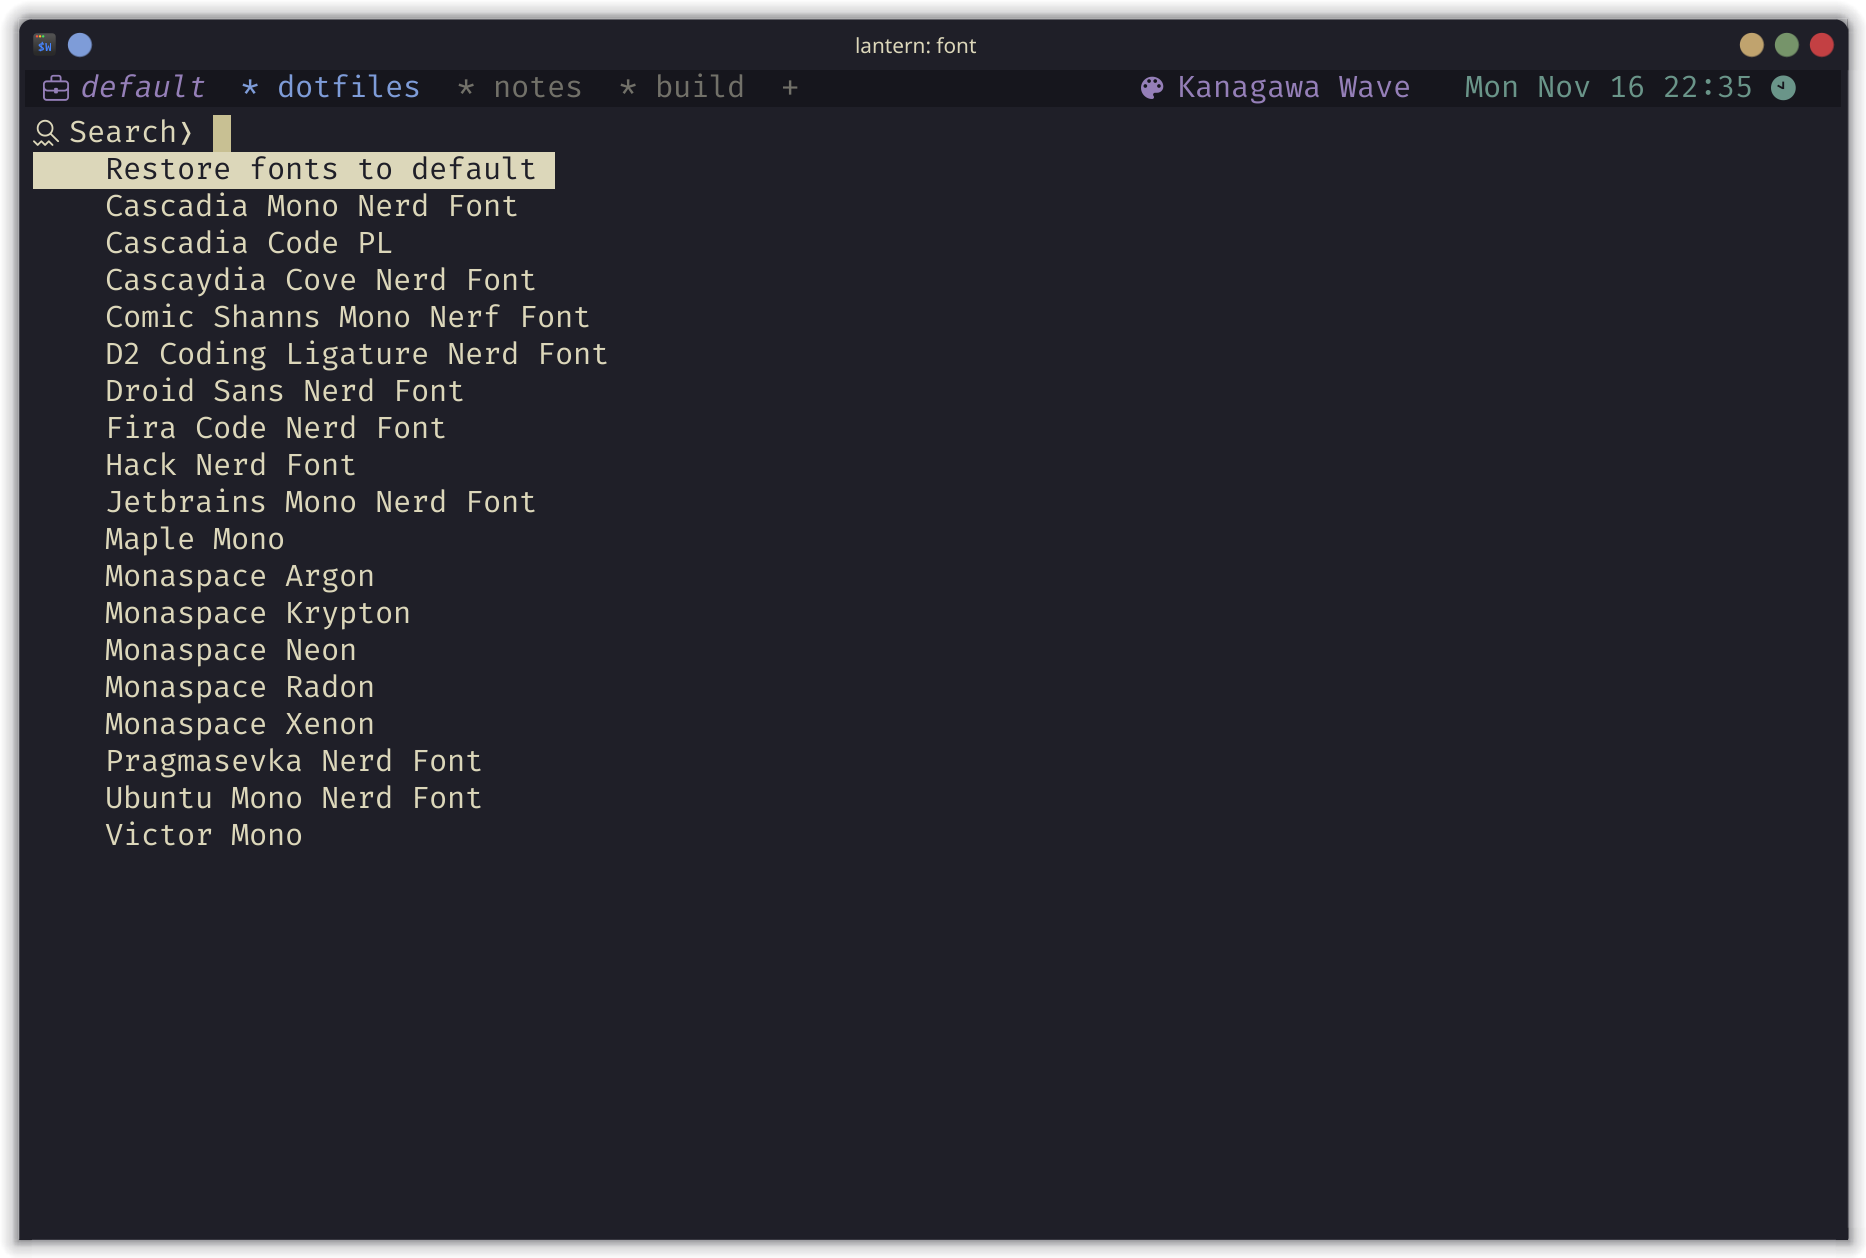 $W
lantern: font
default * dotfiles * notes * build + Kanagawa Wave Mon Nov 16 22:35
Search⟩
Restore fonts to default
Cascadia Mono Nerd Font
Cascadia Code PL
Cascaydia Cove Nerd Font
Comic Shanns Mono Nerf Font
D2 Coding Ligature Nerd Font
Droid Sans Nerd Font
Fira Code Nerd Font
Hack Nerd Font
Jetbrains Mono Nerd Font
Maple Mono
Monaspace Argon
Monaspace Krypton
Monaspace Neon
Monaspace Radon
Monaspace Xenon
Pragmasevka Nerd Font
Ubuntu Mono Nerd Font
Victor Mono